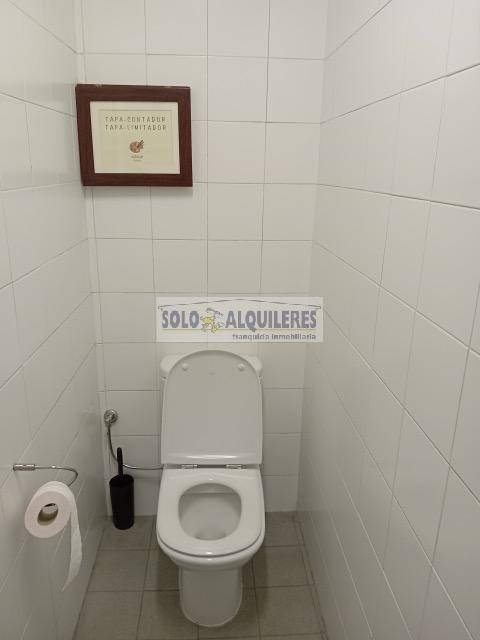 TAPA-CONTADOR
TAPA-LIMITADOR
SOLO ALQUILERES
franquicia inmobiliaria